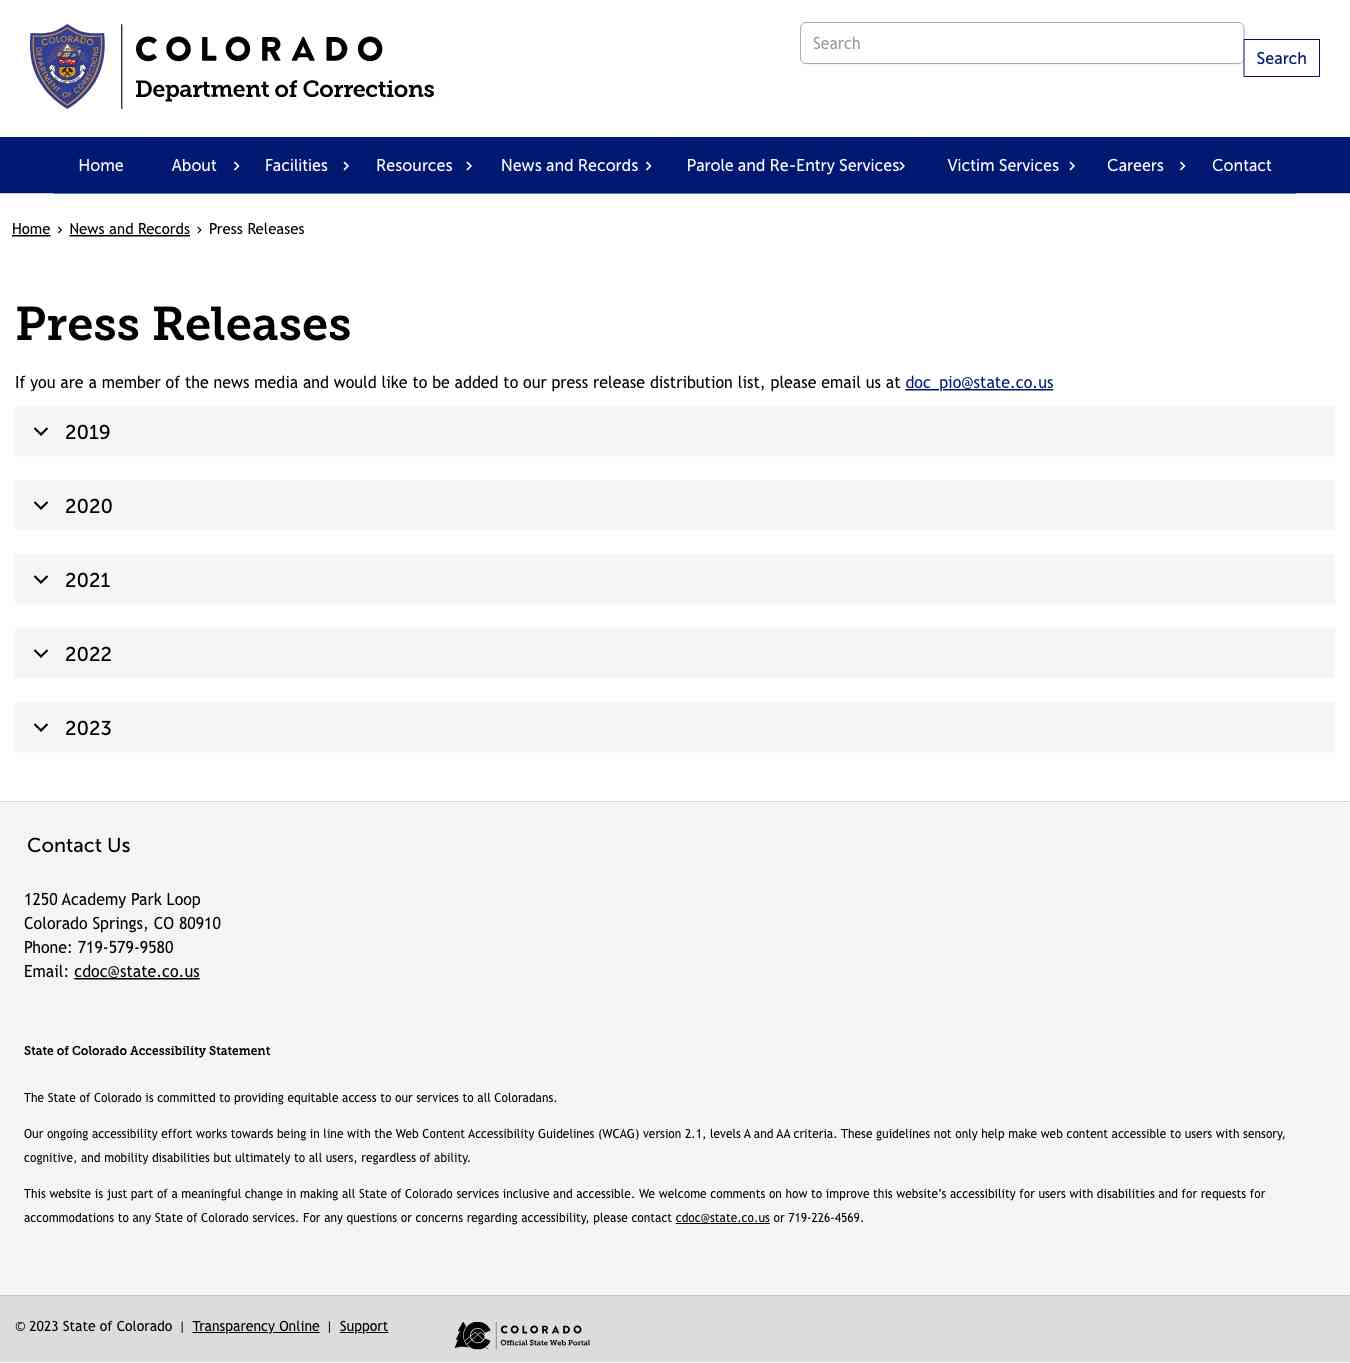 COLORADO
Department of Corrections
Search
Search
Home About Facilities Resources News and Records Parole and Re-Entry Services Victim Services Careers Contact
Home › News and Records › Press Releases
Press Releases
If you are a member of the news media and would like to be added to our press release distribution list, please email us at doc_pio@state.co.us
2019
2020
2021
2022
2023
Contact Us
1250 Academy Park Loop
Colorado Springs, CO 80910
Phone: 719-579-9580
Email: cdoc@state.co.us
State of Colorado Accessibility Statement
The State of Colorado is committed to providing equitable access to our services to all Coloradans.
Our ongoing accessibility effort works towards being in line with the Web Content Accessibility Guidelines (WCAG) version 2.1, levels A and AA criteria. These guidelines not only help make web content accessible to users with sensory,
cognitive, and mobility disabilities but ultimately to all users, regardless of ability.
This website is just part of a meaningful change in making all State of Colorado services inclusive and accessible. We welcome comments on how to improve this website's accessibility for users with disabilities and for requests for
accommodations to any State of Colorado services. For any questions or concerns regarding accessibility, please contact cdoc@state.co.us or 719-226-4569.
© 2023 State of Colorado | Transparency Online | Support
COLORADO
Official State Web Portal